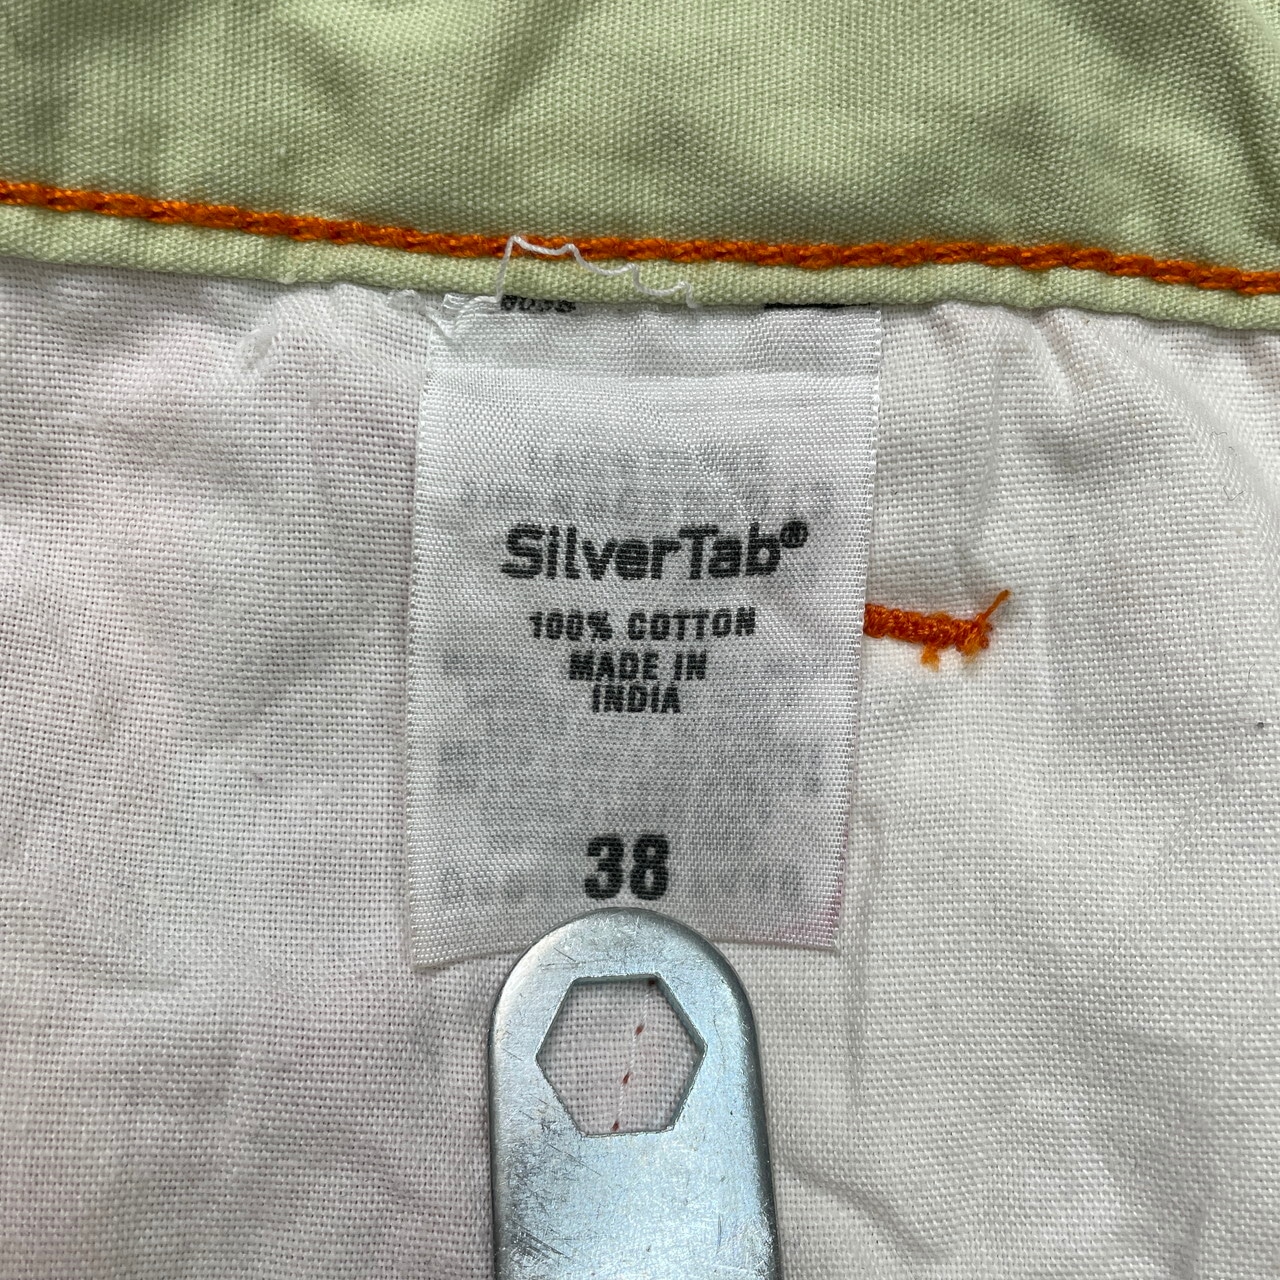 SilverTab®
100% COTTON
MADE IN
INDIA
38